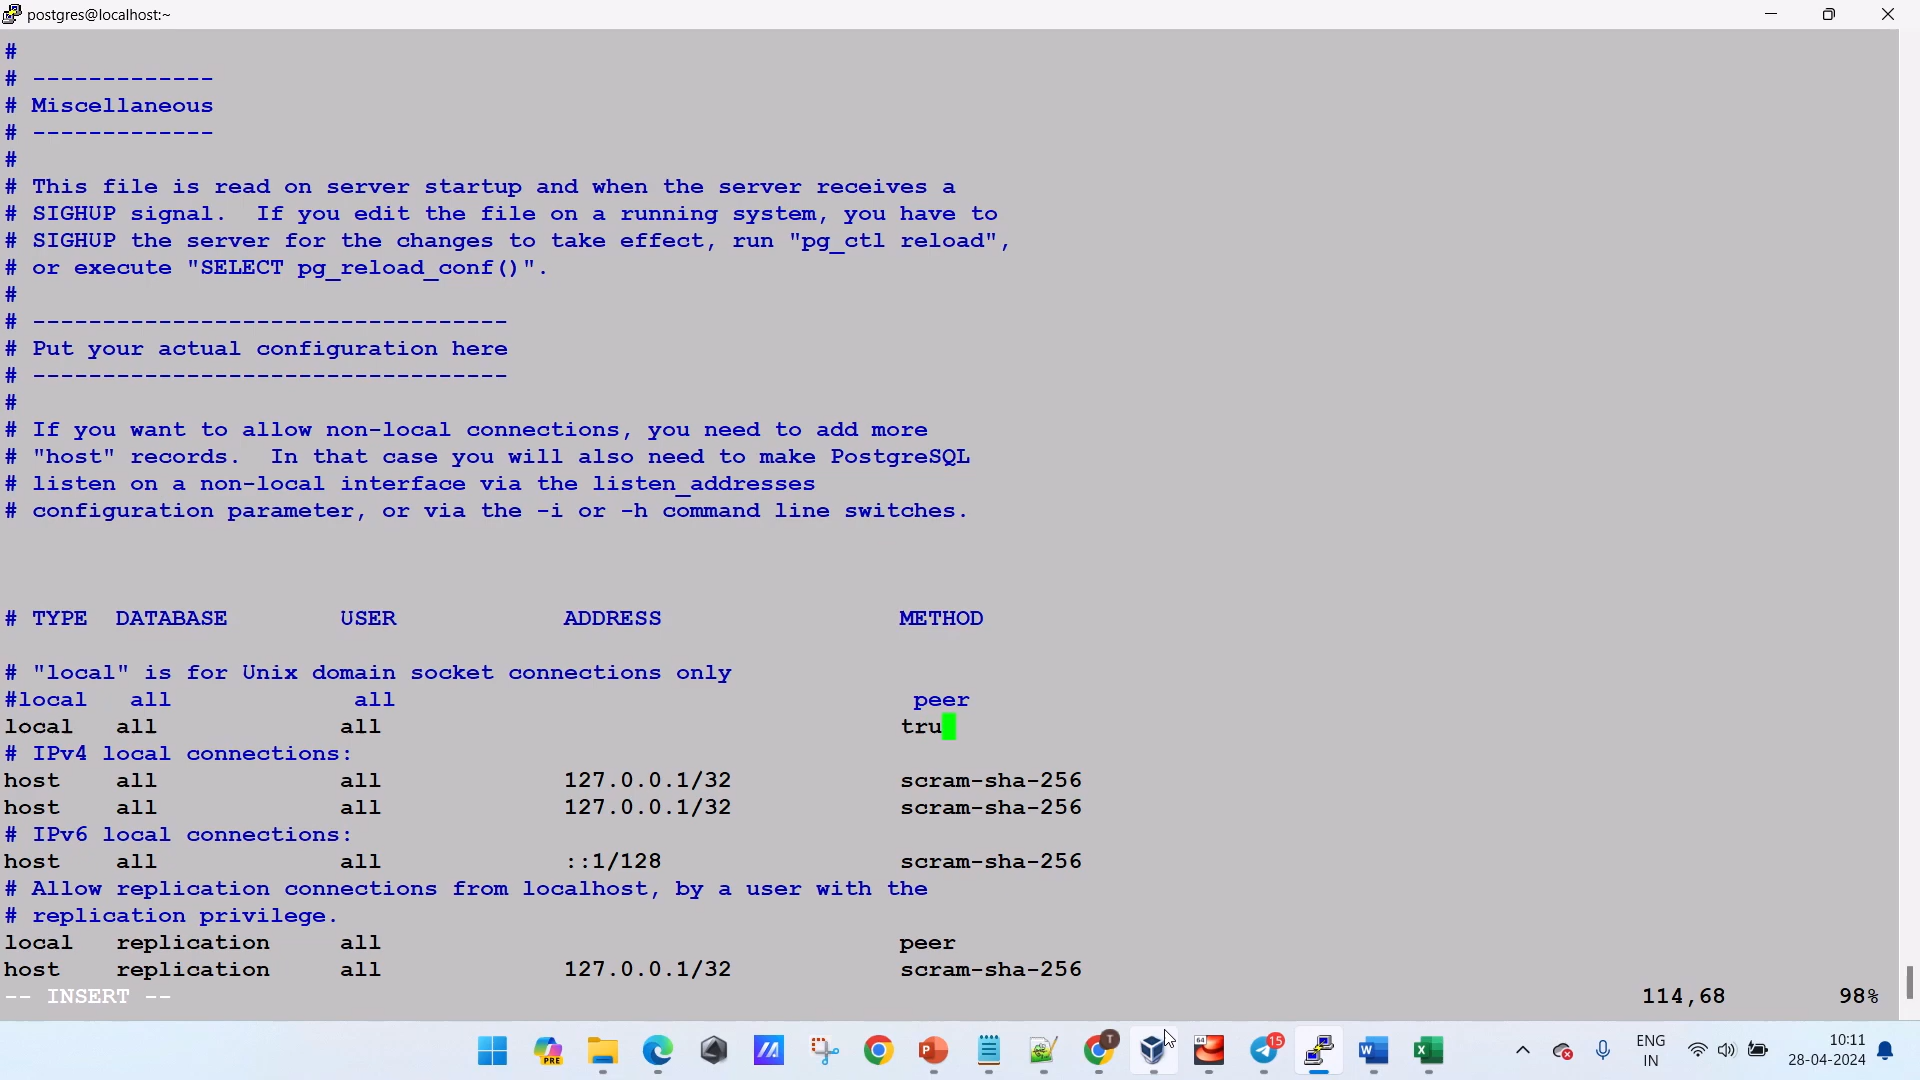 postgres@localhost:~
#
# -------------
# Miscellaneous
# -------------
#
# This file is read on server startup and when the server receives a
# SIGHUP signal.  If you edit the file on a running system, you have to
# SIGHUP the server for the changes to take effect, run "pg_ctl reload",
# or execute "SELECT pg_reload_conf()".
#
# ----------------------------------
# Put your actual configuration here
# ----------------------------------
#
# If you want to allow non-local connections, you need to add more
# "host" records.  In that case you will also need to make PostgreSQL
# listen on a non-local interface via the listen_addresses
# configuration parameter, or via the -i or -h command line switches.
# TYPE  DATABASE        USER            ADDRESS                 METHOD
# "local" is for Unix domain socket connections only
#local   all             all                                     peer
local   all             all                                     tru
# IPv4 local connections:
host    all             all             127.0.0.1/32            scram-sha-256
host    all             all             127.0.0.1/32            scram-sha-256
# IPv6 local connections:
host    all             all             ::1/128                 scram-sha-256
# Allow replication connections from localhost, by a user with the
# replication privilege.
local   replication     all                                     peer
host    replication     all             127.0.0.1/32            scram-sha-256
-- INSERT --                                                    114,68        98%
PRE
T
64
15
ENG
IN
10:11
28-04-2024